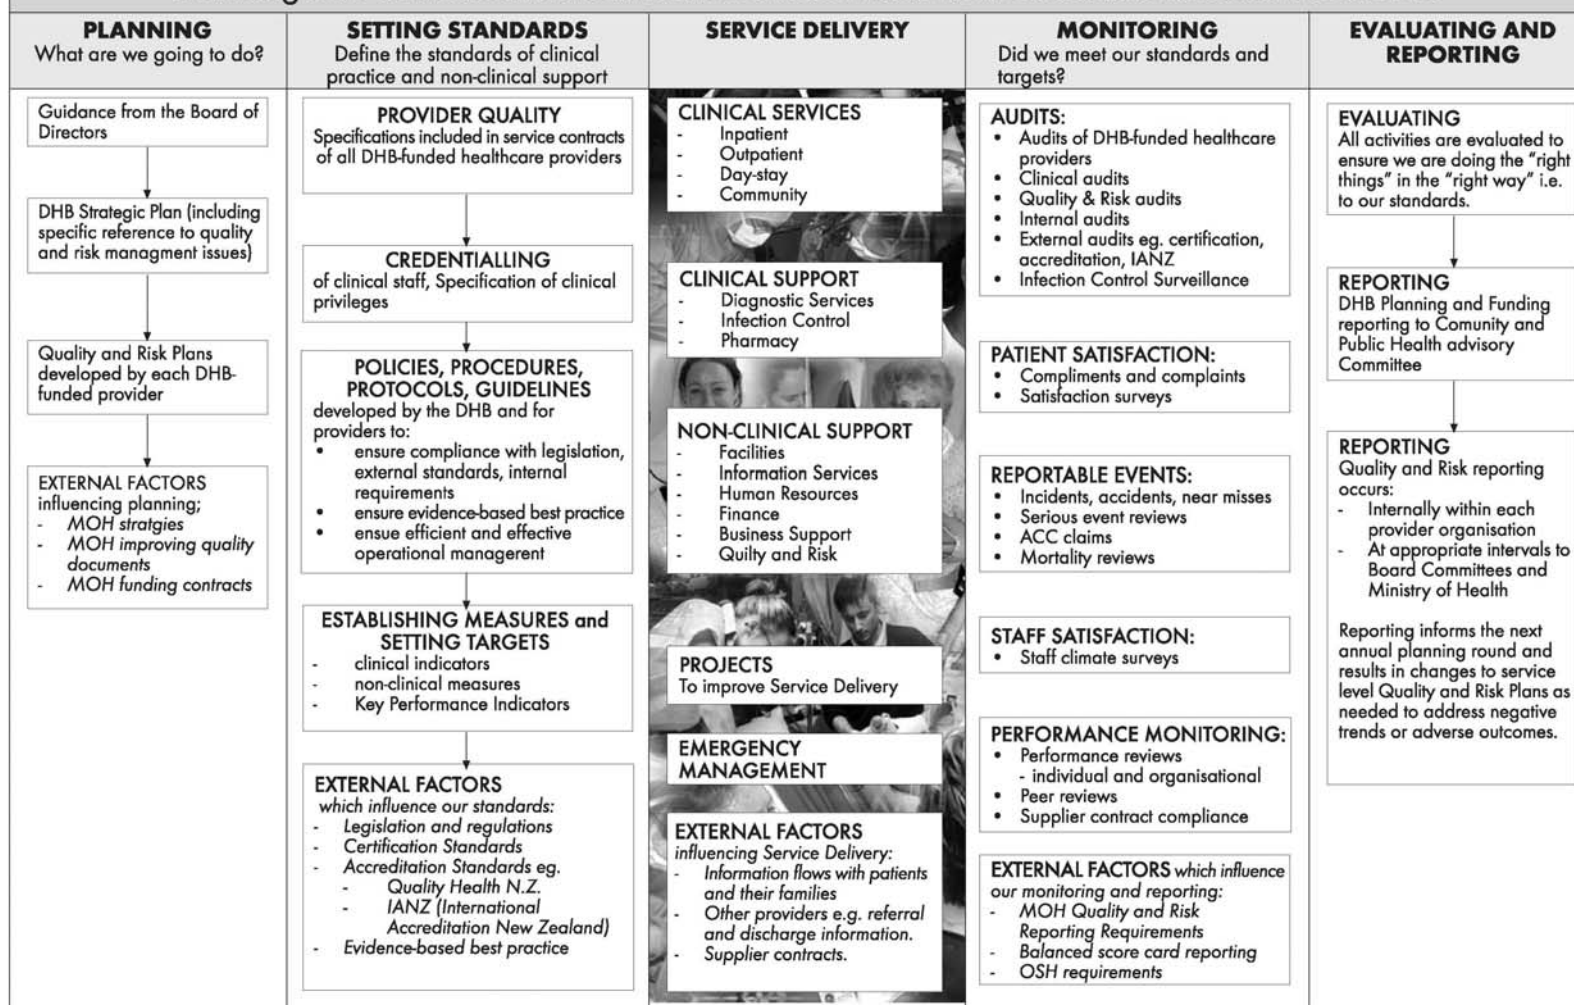 PLANNING
What are we going to do?
Guidance from the Board of
Directors
DHB Strategic Plan (including
specific reference to quality
and risk managment issues)
Quality and Risk Plans
developed by each DHB-
funded provider
EXTERNAL FACTORS
influencing planning;
- MOH stratgies
- MOH improving quality
documents
- MOH funding contracts
SETTING STANDARDS
Define the standards of clinical
practice and non-clinical support
PROVIDER QUALITY
Specifications included in service contracts
of all DHB-funded healthcare providers
CREDENTIALLING
of clinical staff, Specification of clinical
privileges
POLICIES, PROCEDURES,
PROTOCOLS, GUIDELINES
developed by the DHB and for
providers to:
• ensure compliance with legislation,
external standards, internal
requirements
• ensure evidence-based best practice
• ensue efficient and effective
operational managerent
ESTABLISHING MEASURES and
SETTING TARGETS
- clinical indicators
- non-clinical measures
- Key Performance Indicators
EXTERNAL FACTORS
which influence our standards:
- Legislation and regulations
- Certification Standards
- Accreditation Standards eg.
- Quality Health N.Z.
- IANZ (International
Accreditation New Zealand)
- Evidence-based best practice
SERVICE DELIVERY
CLINICAL SERVICES
- Inpatient
- Outpatient
- Day-stay
- Community
CLINICAL SUPPORT
- Diagnostic Services
- Infection Control
- Pharmacy
NON-CLINICAL SUPPORT
- Facilities
- Information Services
- Human Resources
- Finance
- Business Support
- Quilty and Risk
PROJECTS
To improve Service Delivery
EMERGENCY
MANAGEMENT
EXTERNAL FACTORS
influencing Service Delivery:
- Information flows with patients
and their families
- Other providers e.g. referral
and discharge information.
- Supplier contracts.
MONITORING
Did we meet our standards and
targets?
AUDITS:
• Audits of DHB-funded healthcare
providers
• Clinical audits
• Quality & Risk audits
• Internal audits
• External audits eg. certification,
accreditation, IANZ
• Infection Control Surveillance
PATIENT SATISFACTION:
• Compliments and complaints
• Satisfaction surveys
REPORTABLE EVENTS:
• Incidents, accidents, near misses
• Serious event reviews
• ACC claims
• Mortality reviews
STAFF SATISFACTION:
• Staff climate surveys
PERFORMANCE MONITORING:
• Performance reviews
- individual and organisational
• Peer reviews
• Supplier contract compliance
EXTERNAL FACTORS which influence
our monitoring and reporting:
- MOH Quality and Risk
Reporting Requirements
- Balanced score card reporting
- OSH requirements
EVALUATING AND
REPORTING
EVALUATING
All activities are evaluated to
ensure we are doing the “right
things” in the “right way” i.e.
to our standards.
REPORTING
DHB Planning and Funding
reporting to Comunity and
Public Health advisory
Committee
REPORTING
Quality and Risk reporting
occurs:
- Internally within each
provider organisation
- At appropriate intervals to
Board Committees and
Ministry of Health
Reporting informs the next
annual planning round and
results in changes to service
level Quality and Risk Plans as
needed to address negative
trends or adverse outcomes.